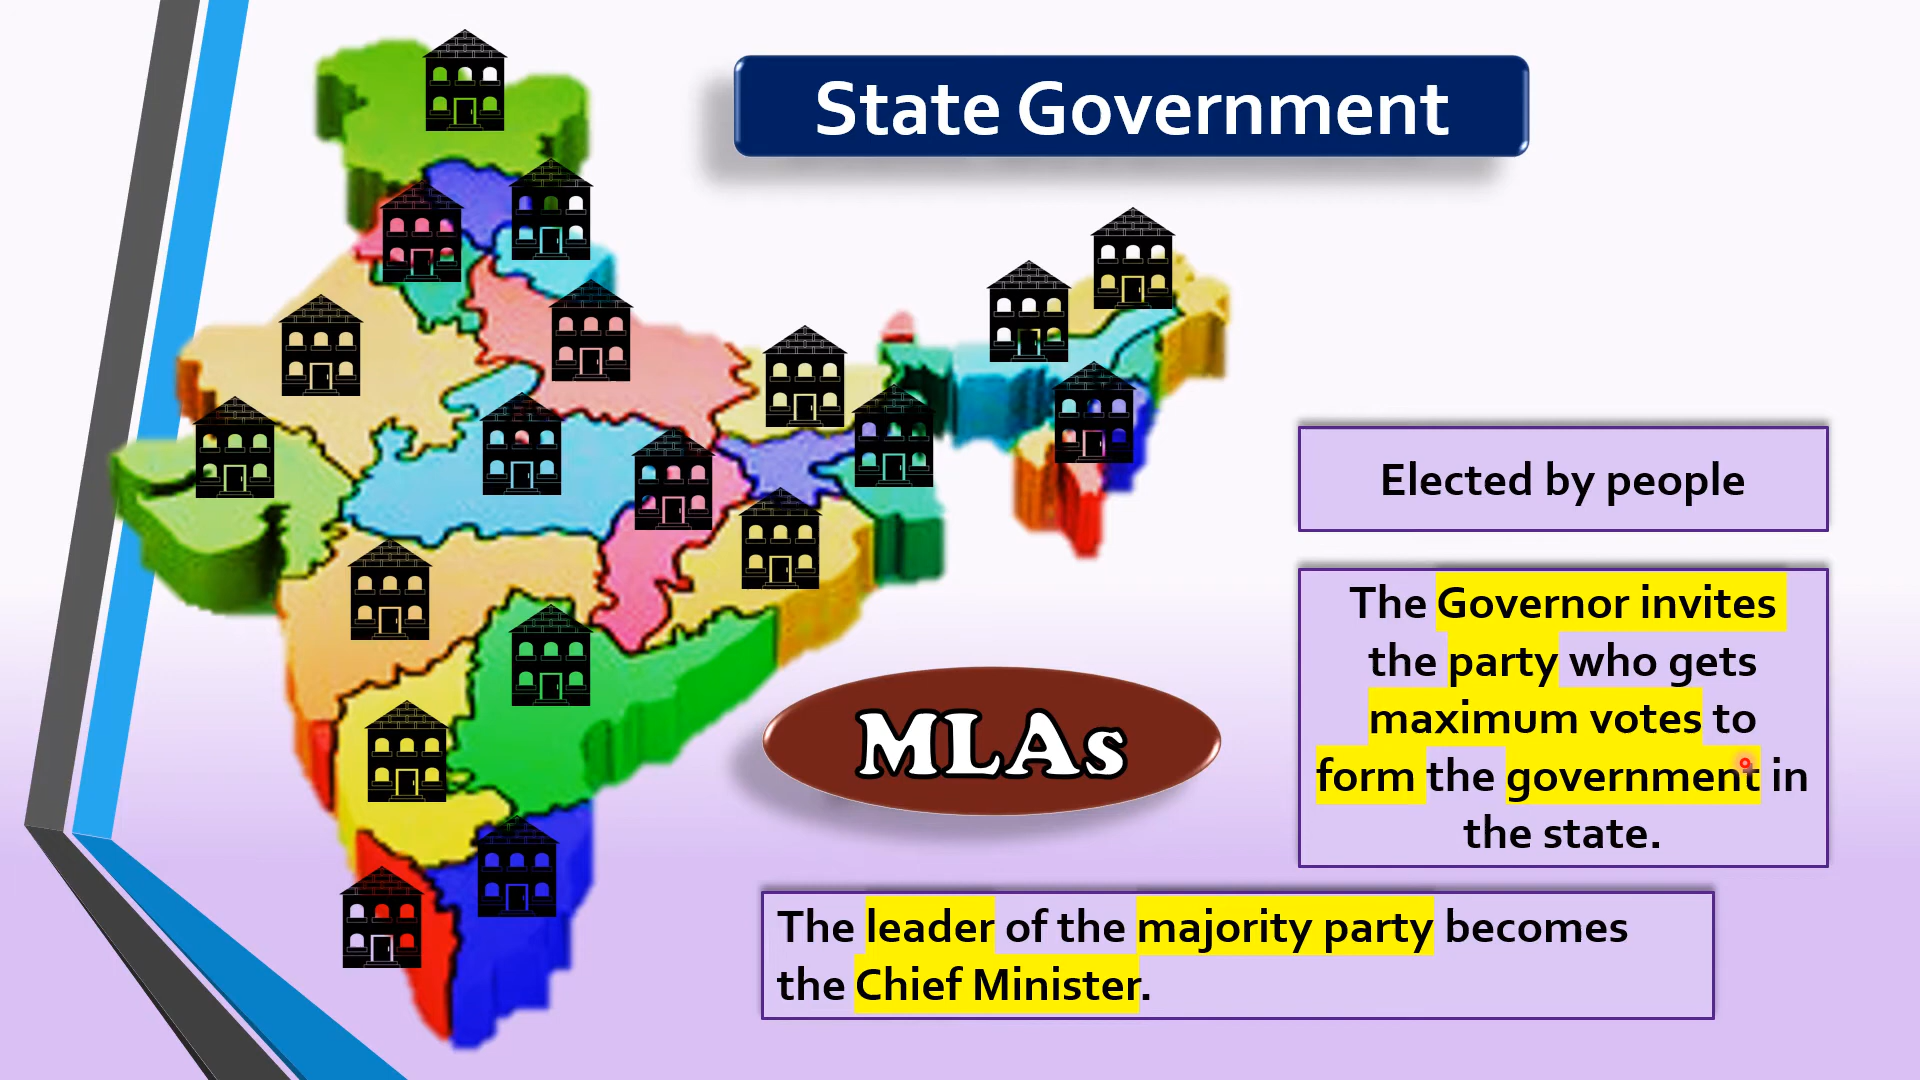 State Government
Elected by people
The Governor invites
the party who gets
maximum votes to
form the government in
the state.
MLAs
The leader of the majority party becomes
the Chief Minister.